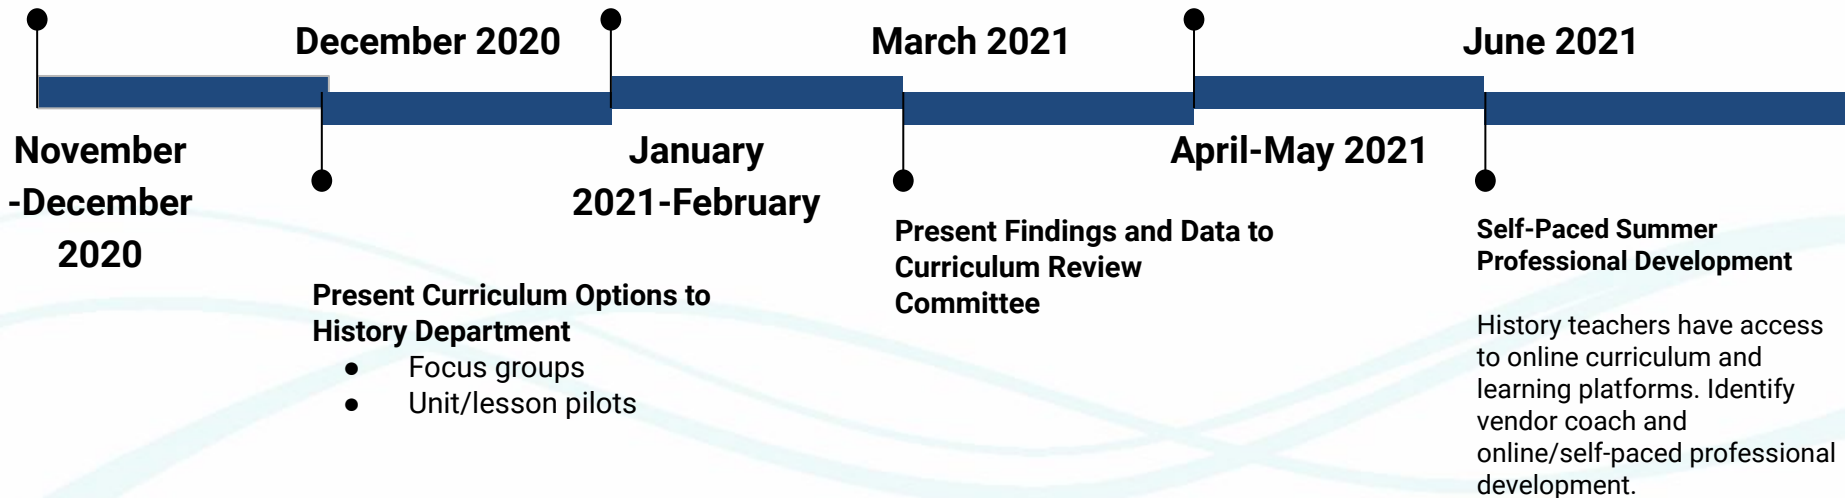 December 2020
March 2021
June 2021
November
-December
2020
January
2021-February
April-May 2021
Present Curriculum Options to
History Department
● Focus groups
● Unit/lesson pilots
Present Findings and Data to
Curriculum Review
Committee
Self-Paced Summer
Professional Development
History teachers have access
to online curriculum and
learning platforms. Identify
vendor coach and
online/self-paced professional
development.